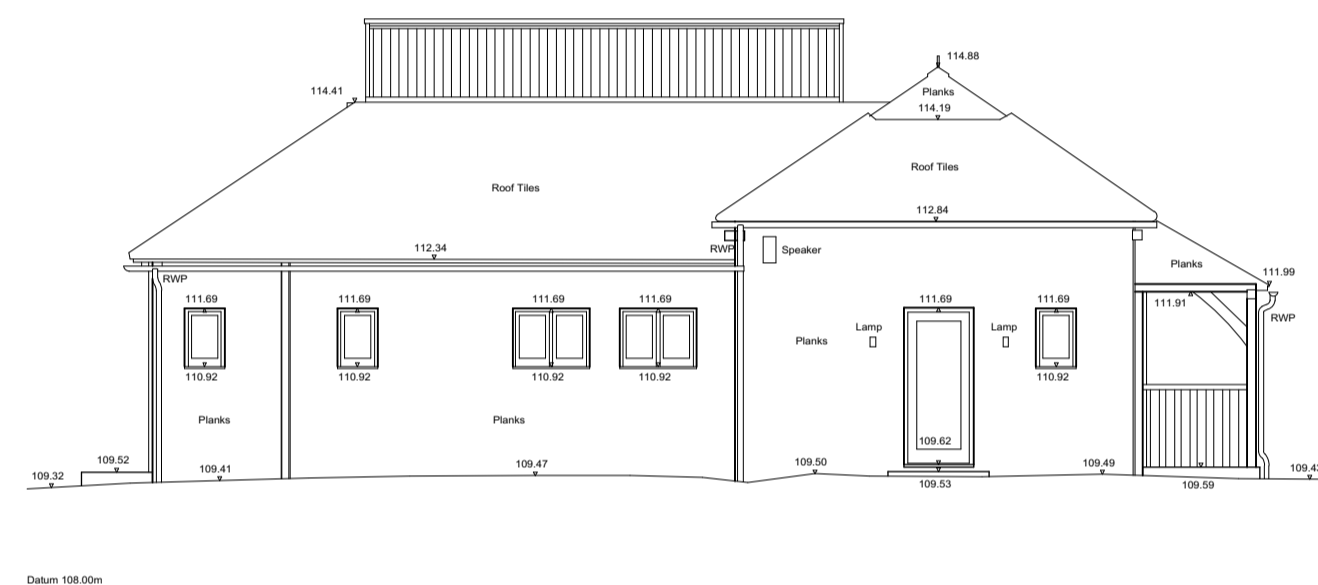 114.88
114.41
Planks
114.19
Roof Tiles
Roof Tiles
112.84
112.34
RWP
Speaker
Planks
RWP
111.99
111.69
111.69
111.69
111.69
111.69
111.69
111.91
RWP
Lamp
Lamp
Planks
110.92
110.92
110.92
110.92
110.92
Planks
Planks
109.62
109.32
109.52
109.41
109.47
109.50
109.53
109.49
109.59
109.43
Datum 108.00m